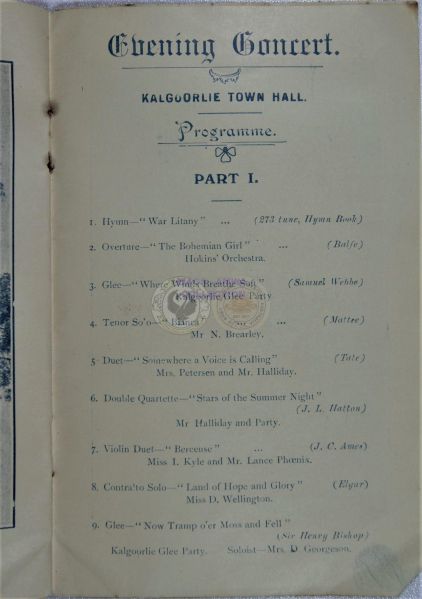 Evening Concert.
KALGOORLIE TOWN HALL.
Programme.
PART I.
1. Hymn—"War Litany" ... (273 tune, Hymn Book)
2. Overture—"The Bohemian Girl" ... (Balfe)
Hokins' Orchestra.
3. Glee—"Where Winds Breathe Soft" (Samuel Webbe)
Kalgoorlie Glee Party
4. Tenor So'o—"Bianca" ... ... (Mattee)
Mr N. Brearley.
5 Duet—"Somewhere a Voice is Calling" (Tate)
Mrs. Petersen and Mr. Halliday.
6. Double Quartette—"Stars of the Summer Night"
(J. L. Hatton)
Mr Halliday and Party.
7. Violin Duet—"Berceuse" ... (J. C. Ames)
Miss I. Kyle and Mr. Lance Phœnix.
8. Contralto Solo—"Land of Hope and Glory" (Elgar)
Miss D. Wellington.
9. Glee—"Now Tramp o'er Moss and Fell"
(Sir Henry Bishop)
Kalgoorlie Glee Party. Soloist—Mrs. D Georgeson.